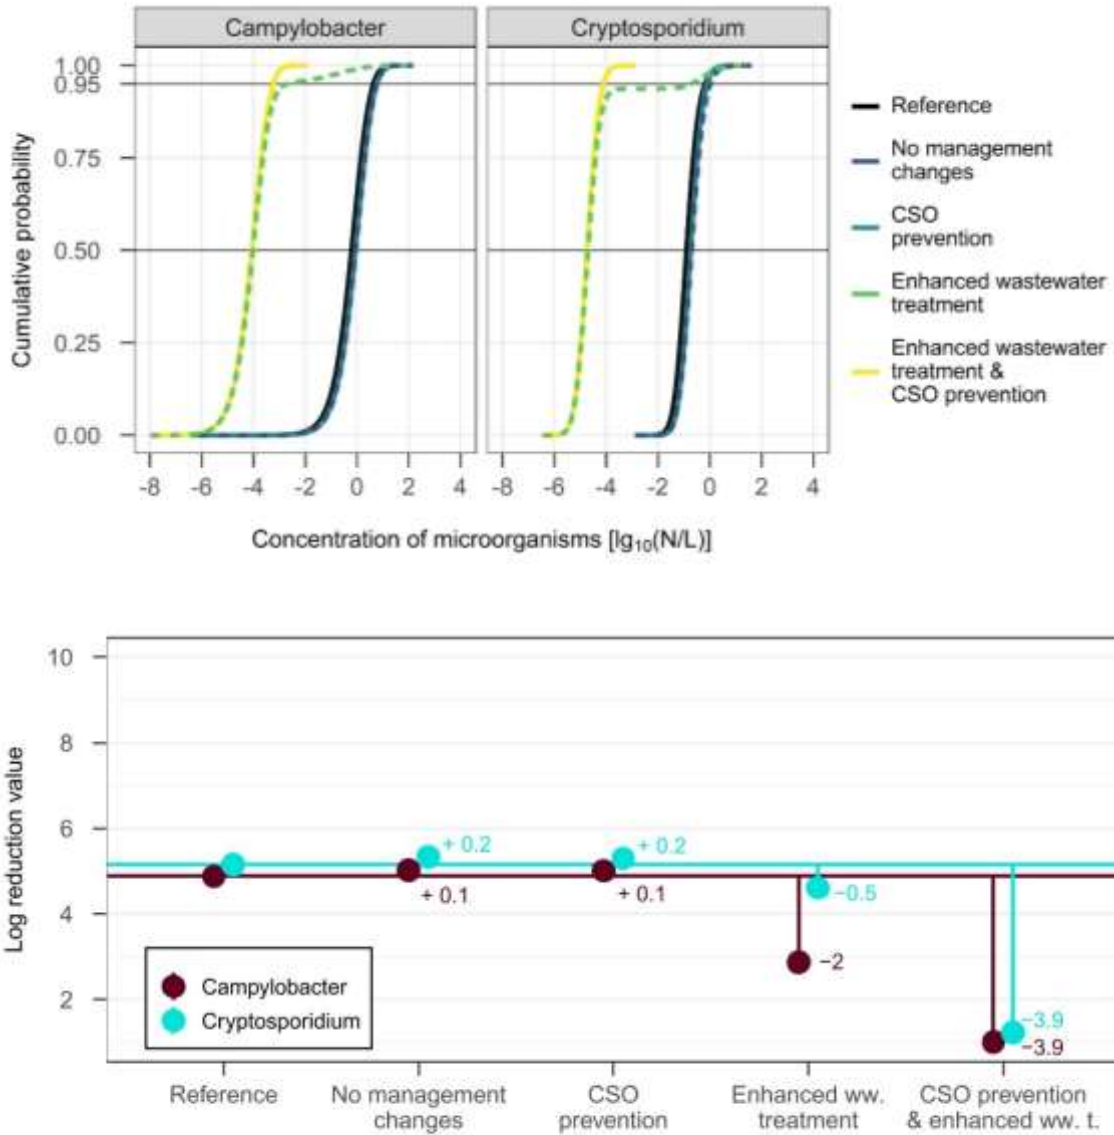 Campylobacter
Cryptosporidium
1.00
0.95
0.75
0.50
0.25
0.00
Cumulative probability
-8 -6 -4 -2 0 2 4
-8 -6 -4 -2 0 2 4
Concentration of microorganisms [lg10(N/L)]
Reference
No management
changes
CSO
prevention
Enhanced wastewater
treatment
Enhanced wastewater
treatment &
CSO prevention
Log reduction value
10
8
6
4
2
+ 0.2
+ 0.1
+ 0.2
+ 0.1
−0.5
−2
−3.9
−3.9
Campylobacter
Cryptosporidium
Reference
No management
changes
CSO
prevention
Enhanced ww.
treatment
CSO prevention
& enhanced ww. t.